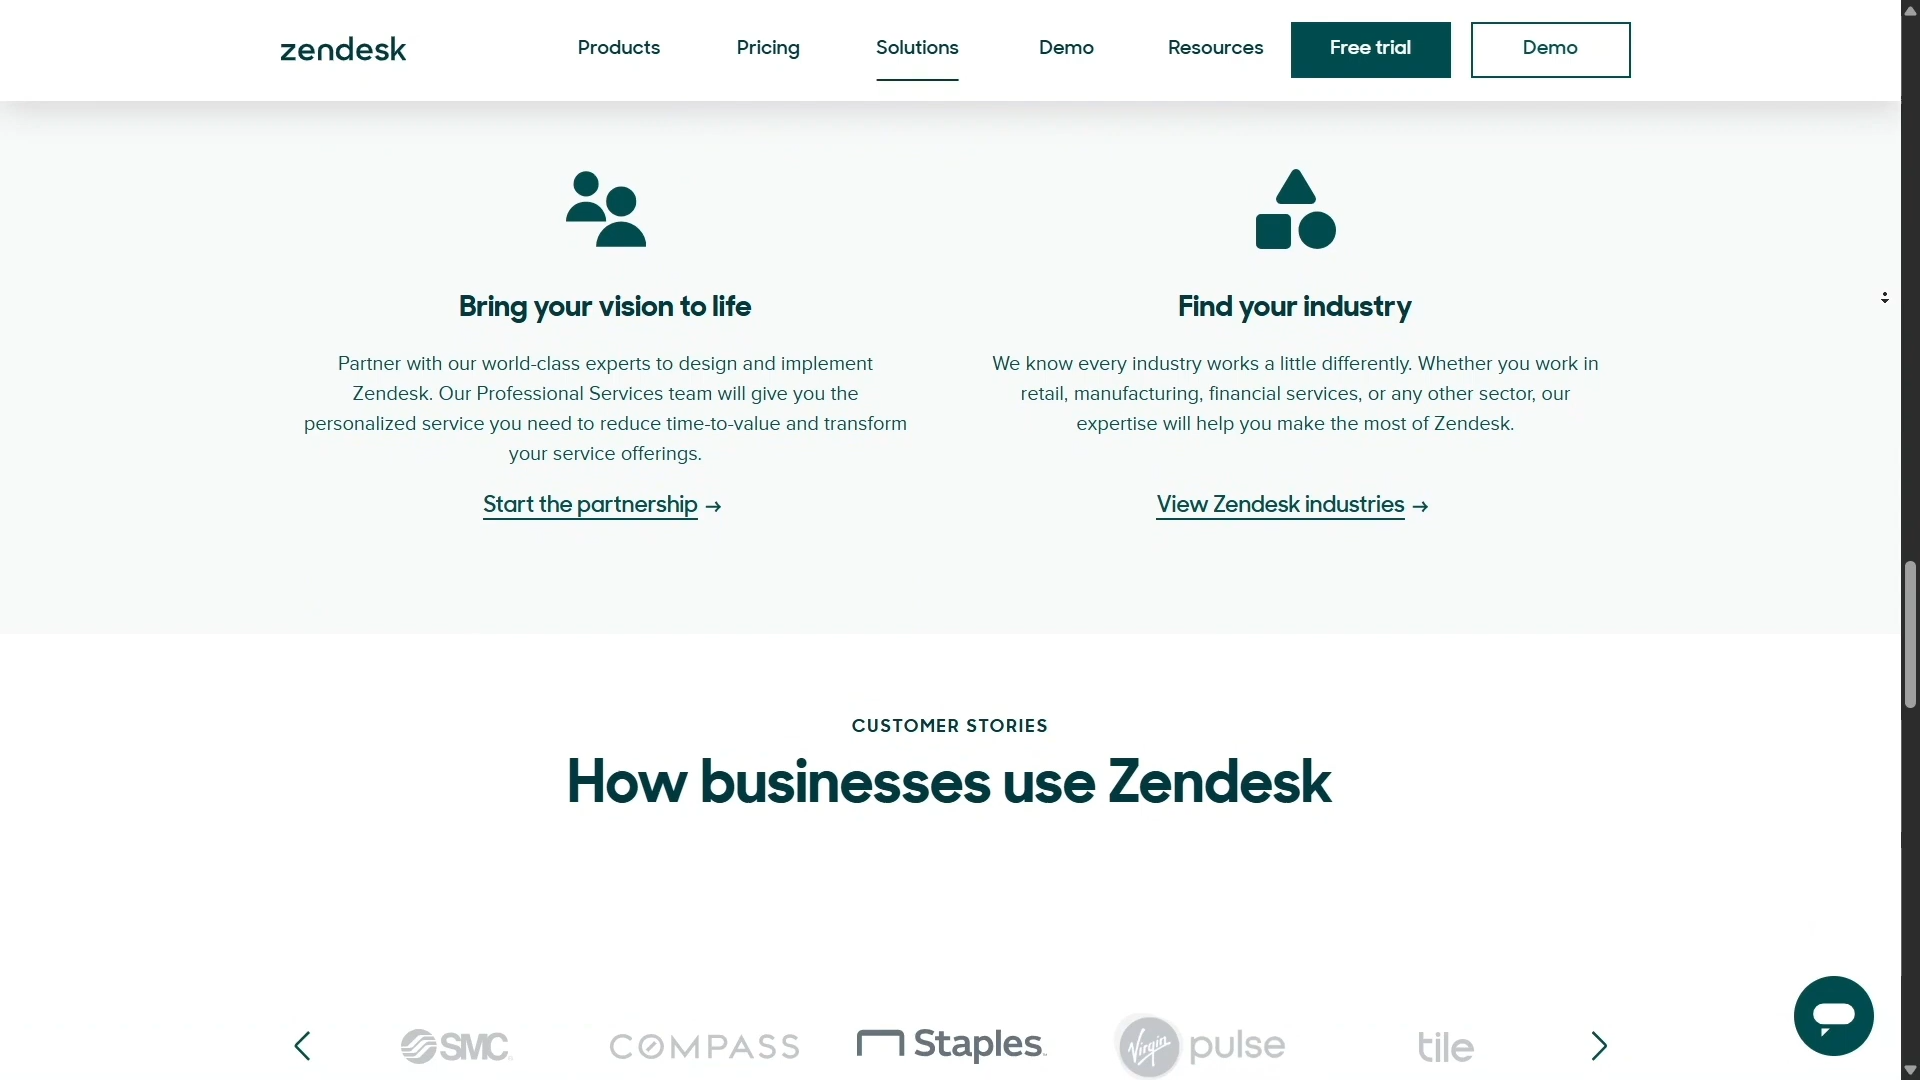 zendesk
Products
Pricing
Solutions
Demo
Resources
Free trial
Demo
Bring your vision to life
Partner with our world-class experts to design and implement
Zendesk. Our Professional Services team will give you the
personalized service you need to reduce time-to-value and transform
your service offerings.
Start the partnership →
Find your industry
We know every industry works a little differently. Whether you work in
retail, manufacturing, financial services, or any other sector, our
expertise will help you make the most of Zendesk.
View Zendesk industries →
CUSTOMER STORIES
How businesses use Zendesk
SMC
COMPASS
Staples
Virgin pulse
tile